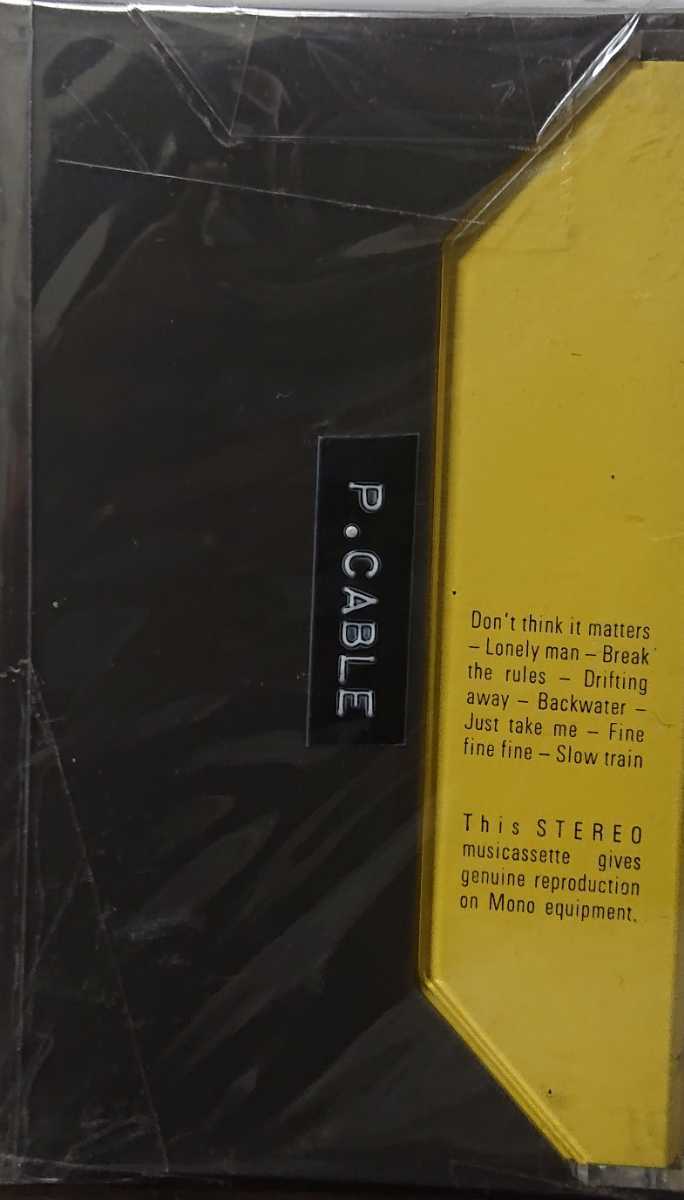 P.CABLE
Don't think it matters
– Lonely man – Break
the rules – Drifting
away – Backwater –
Just take me – Fine
fine fine – Slow train
This STEREO
musicassette gives
genuine reproduction
on Mono equipment.